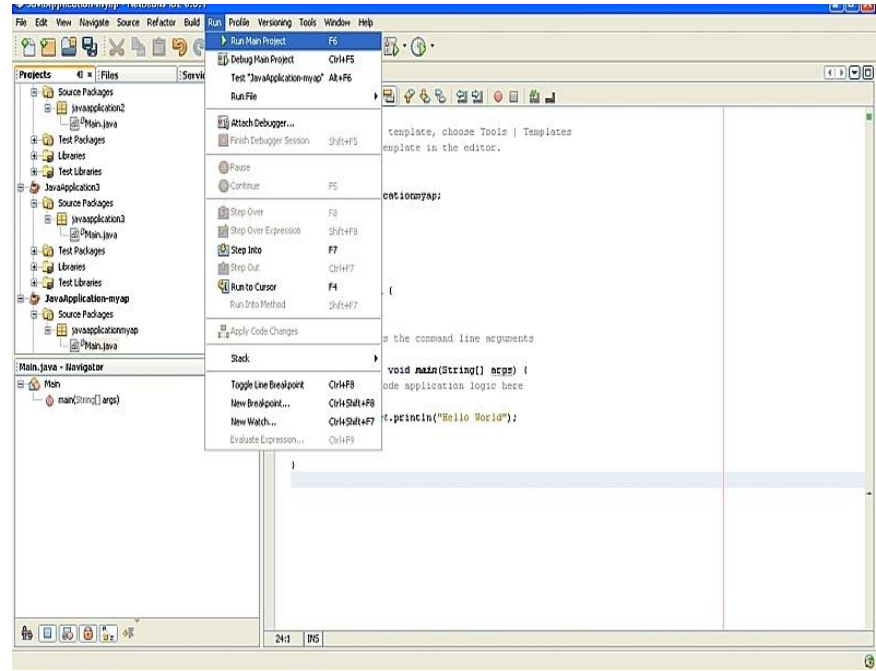 File Edit View Navigate Source Refactor Build Run Profile Versioning Tools Window Help
Run Main Project F6
Debug Main Project Ctrl+F5
Test "JavaApplication-myap" Alt+F6
Run File
Attach Debugger...
Finish Debugger Session Shift+F5
Pause
Continue F5
Step Over F8
Step Over Expression Shift+F8
Step Into F7
Step Out Ctrl+F7
Run to Cursor F4
Run Into Method Shift+F7
Apply Code Changes
Stack
Toggle Line Breakpoint Ctrl+F8
New Breakpoint... Ctrl+Shift+F8
New Watch... Ctrl+Shift+F7
Evaluate Expression... Ctrl+F9
Projects Files Servic
Source Packages
javaapplication2
Main.java
Test Packages
Libraries
Test Libraries
JavaApplication3
Source Packages
javaapplication3
Main.java
Test Packages
Libraries
Test Libraries
JavaApplication-myap
Source Packages
javaapplicationmyap
Main.java
Main.java - Navigator
Main
main(String[] args)
template, choose Tools | Templates
emplate in the editor.
cationmyap;
{
s the command line arguments
void main(String[] args) {
ode application logic here
t.println("Hello World");
}
24:1 INS